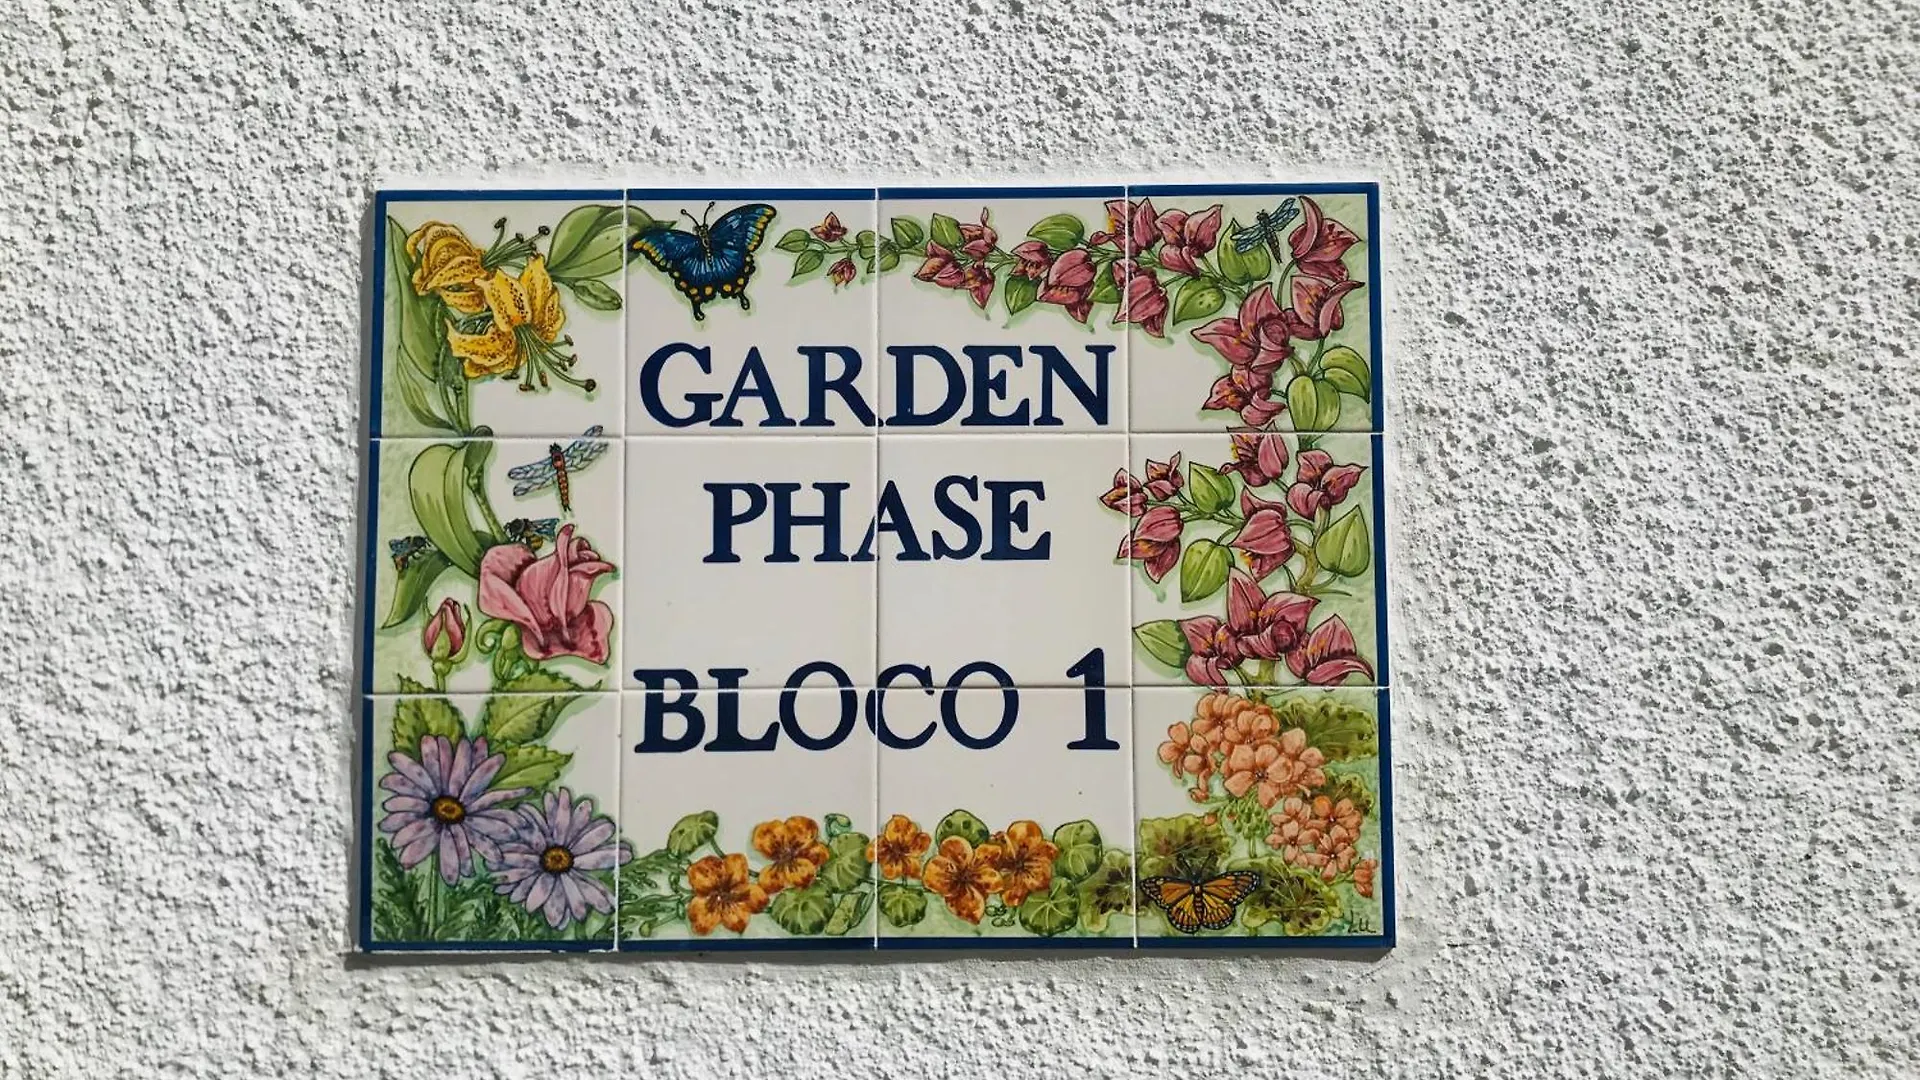 GARDEN
PHASE
BLOCO 1